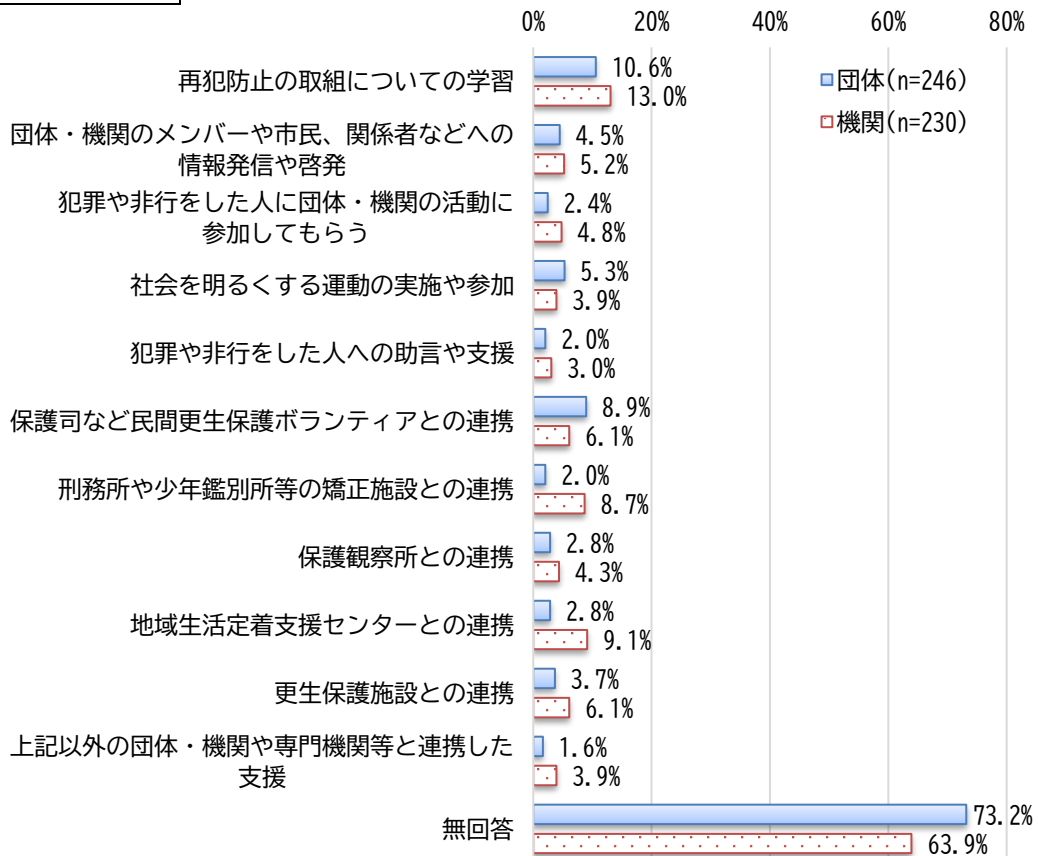 0% 20% 40% 60% 80%
団体(n=246)
機関(n=230)
再犯防止の取組についての学習
10.6%
13.0%
団体・機関のメンバーや市民、関係者などへの
情報発信や啓発
4.5%
5.2%
犯罪や非行をした人に団体・機関の活動に
参加してもらう
2.4%
4.8%
社会を明るくする運動の実施や参加
5.3%
3.9%
犯罪や非行をした人への助言や支援
2.0%
3.0%
保護司など民間更生保護ボランティアとの連携
8.9%
6.1%
刑務所や少年鑑別所等の矯正施設との連携
2.0%
8.7%
保護観察所との連携
2.8%
4.3%
地域生活定着支援センターとの連携
2.8%
9.1%
更生保護施設との連携
3.7%
6.1%
上記以外の団体・機関や専門機関等と連携した
支援
1.6%
3.9%
無回答
73.2%
63.9%